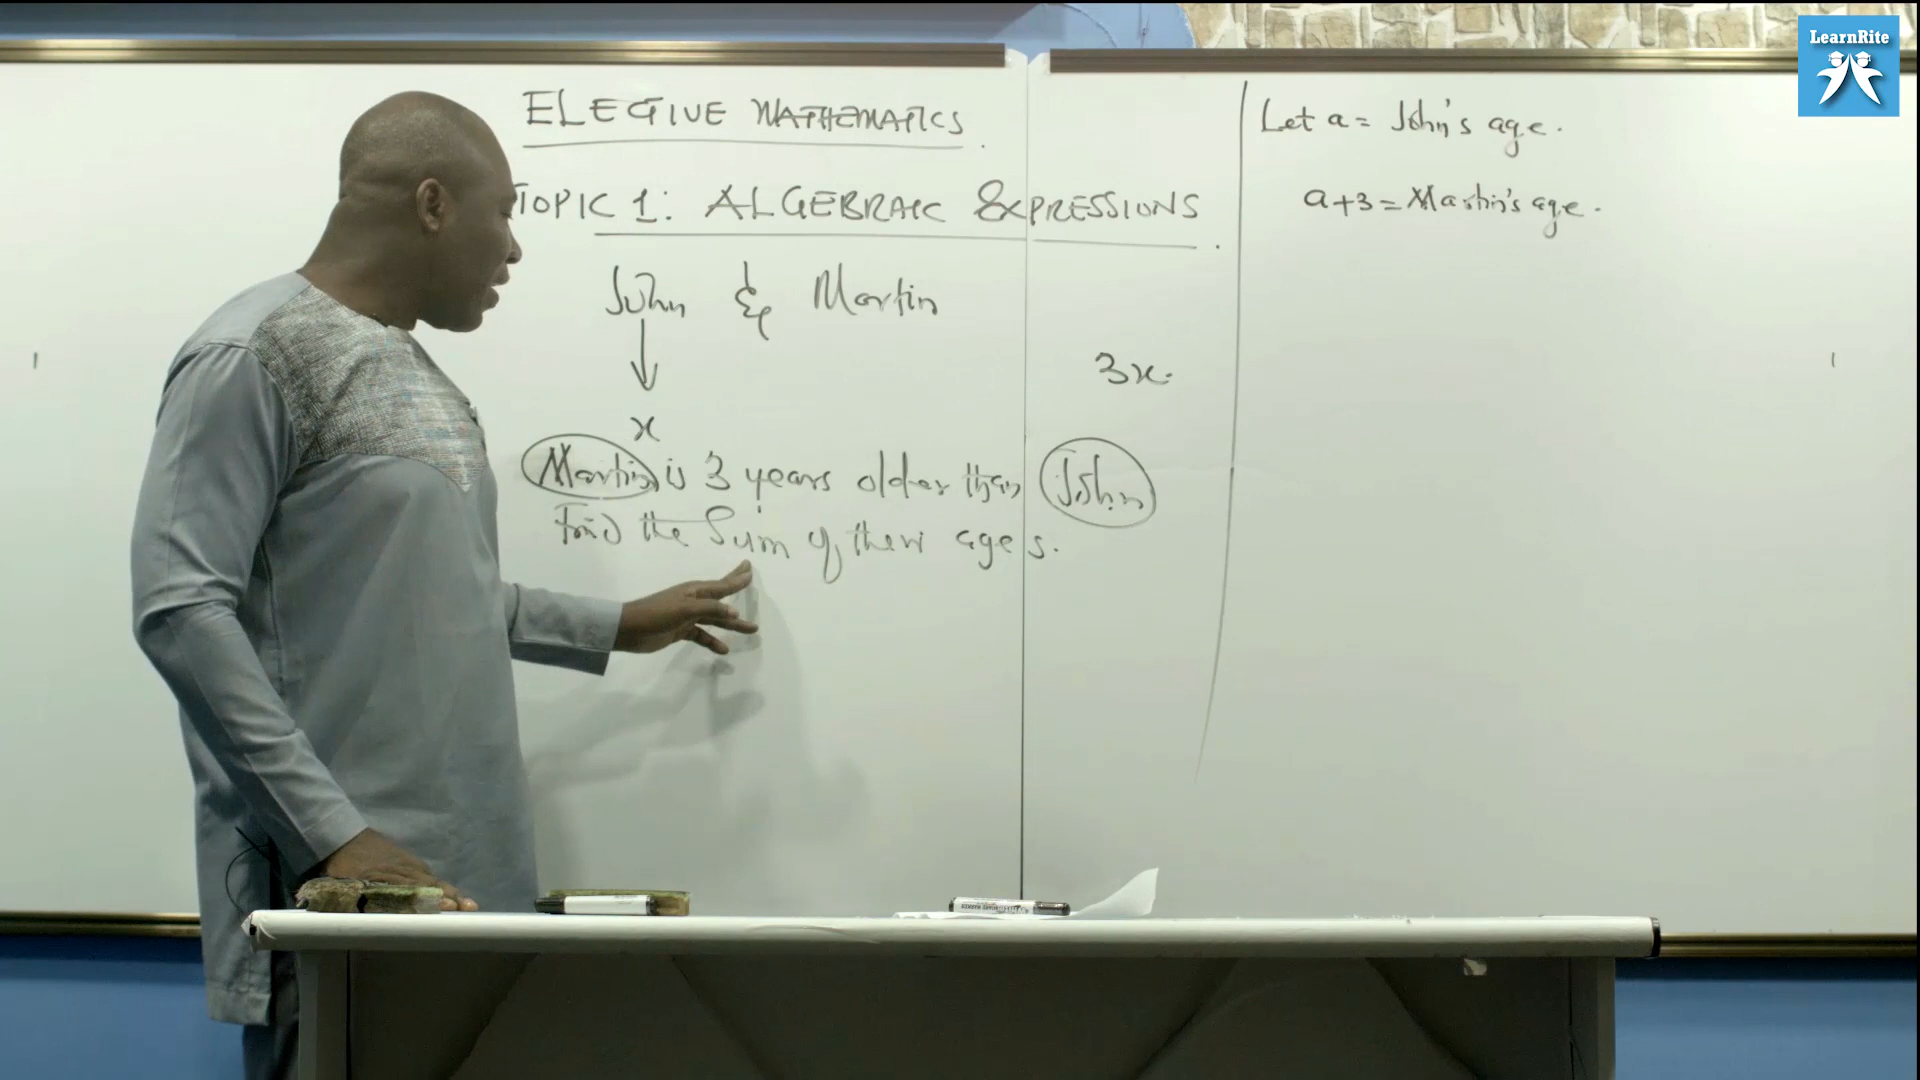 ELECTIVE MATHEMATICS.
TOPIC 1: ALGEBRAIC EXPRESSIONS.
John & Martin
x
3x.
Martin is 3 years older than John
Find the Sum of their ages.
Let a = John's age.
a+3 = Martin's age.
LearnRite